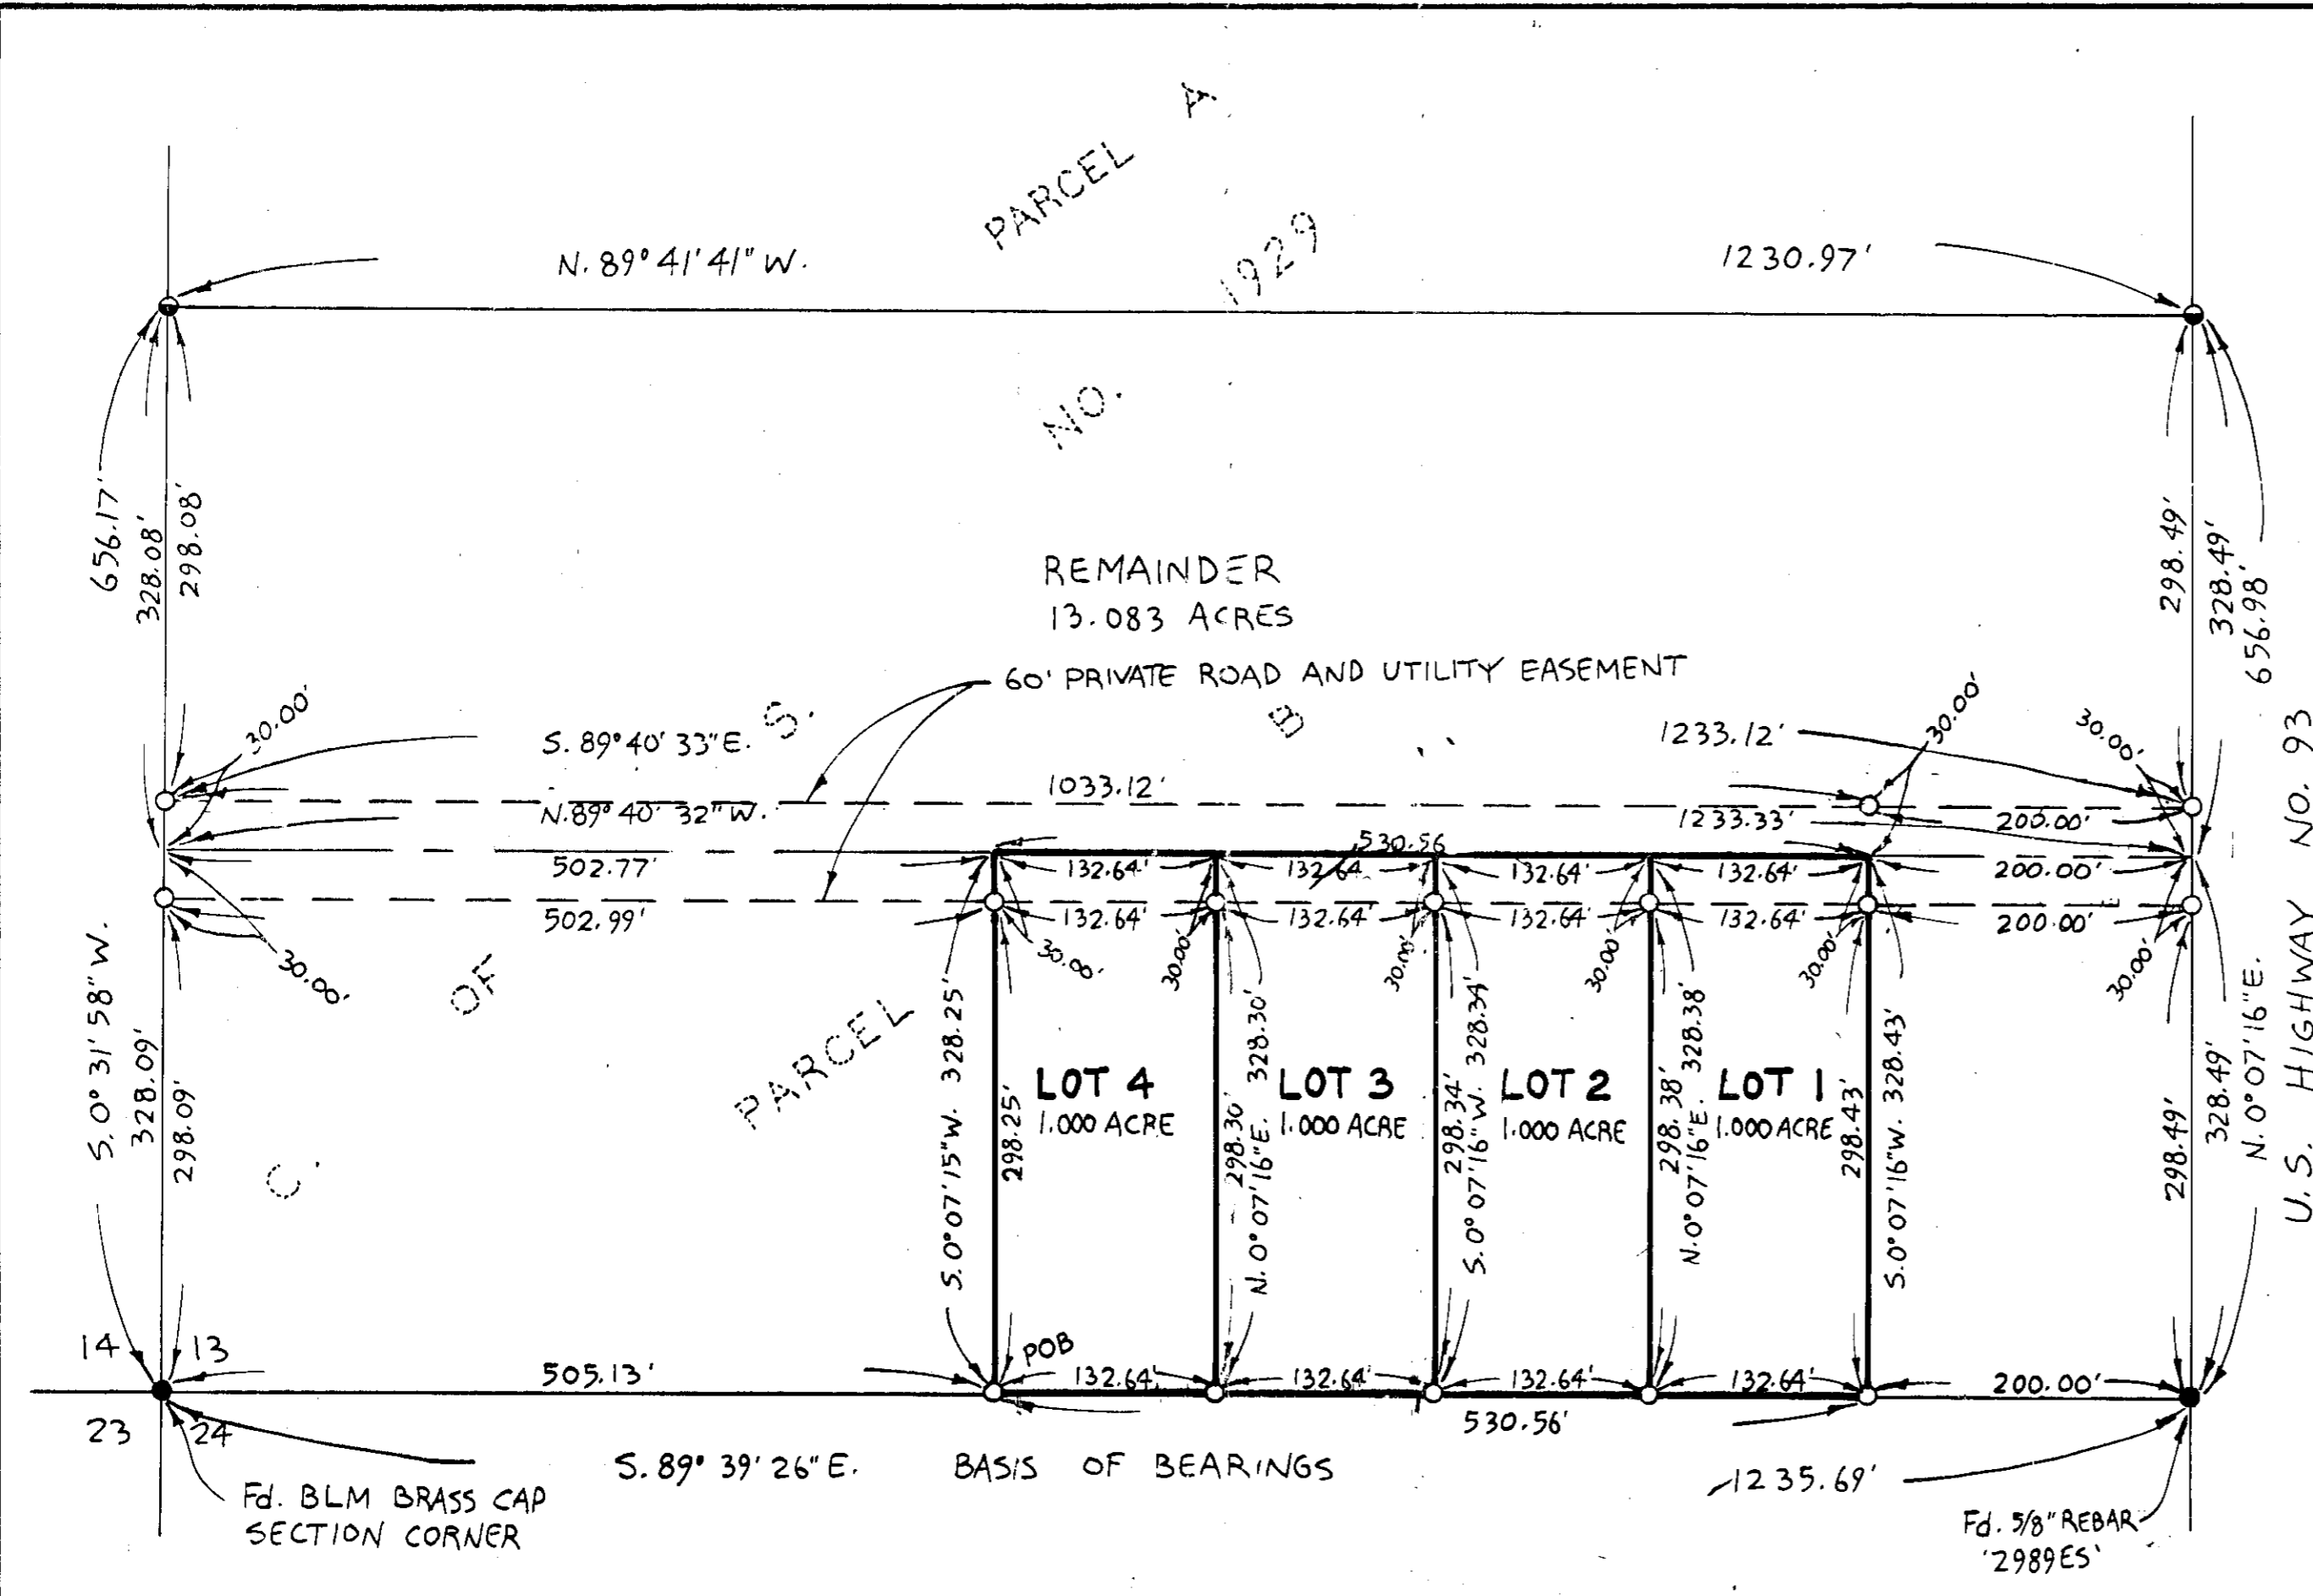 PARCEL A
N. 89° 41' 41" W.
1929
1230.97'
NO.
656.17'
328.08'
298.08'
298.49'
328.49'
656.98'
REMAINDER
13.083 ACRES
60' PRIVATE ROAD AND UTILITY EASEMENT
30.00'
S. 89° 40' 33" E.
S.
B
1233.12'
30.00'
30.00'
1033.12'
N. 89° 40' 32" W.
1233.33'
200.00'
530.56
502.77'
132.64'
132.64
132.64'
132.64'
200.00'
502.99'
132.64'
132.64'
132.64'
132.64'
200.00'
30.00'
30.00'
30.00'
30.00'
30.00'
30.00'
30.00'
OF
PARCEL
C.
S. 0° 31' 58" W.
328.09'
298.09'
S. 0° 07' 15" W. 328.25'
298.25'
LOT 4
1.000 ACRE
298.30'
N. 0° 07' 16" E. 328.30'
LOT 3
1.000 ACRE
298.34'
S. 0° 07' 16" W. 328.34'
LOT 2
1.000 ACRE
298.38'
N. 0° 07' 16" E. 328.38'
LOT 1
1.000 ACRE
298.43'
S. 0° 07' 16" W. 328.43'
298.49'
328.49'
N. 0° 07' 16" E.
U.S. HIGHWAY NO. 93
14 13
23 24
505.13'
POB
132.64'
132.64'
132.64'
132.64'
200.00'
530.56'
S. 89° 39' 26" E. BASIS OF BEARINGS
1235.69'
Fd. BLM BRASS CAP
SECTION CORNER
Fd. 5/8" REBAR
'2989ES'